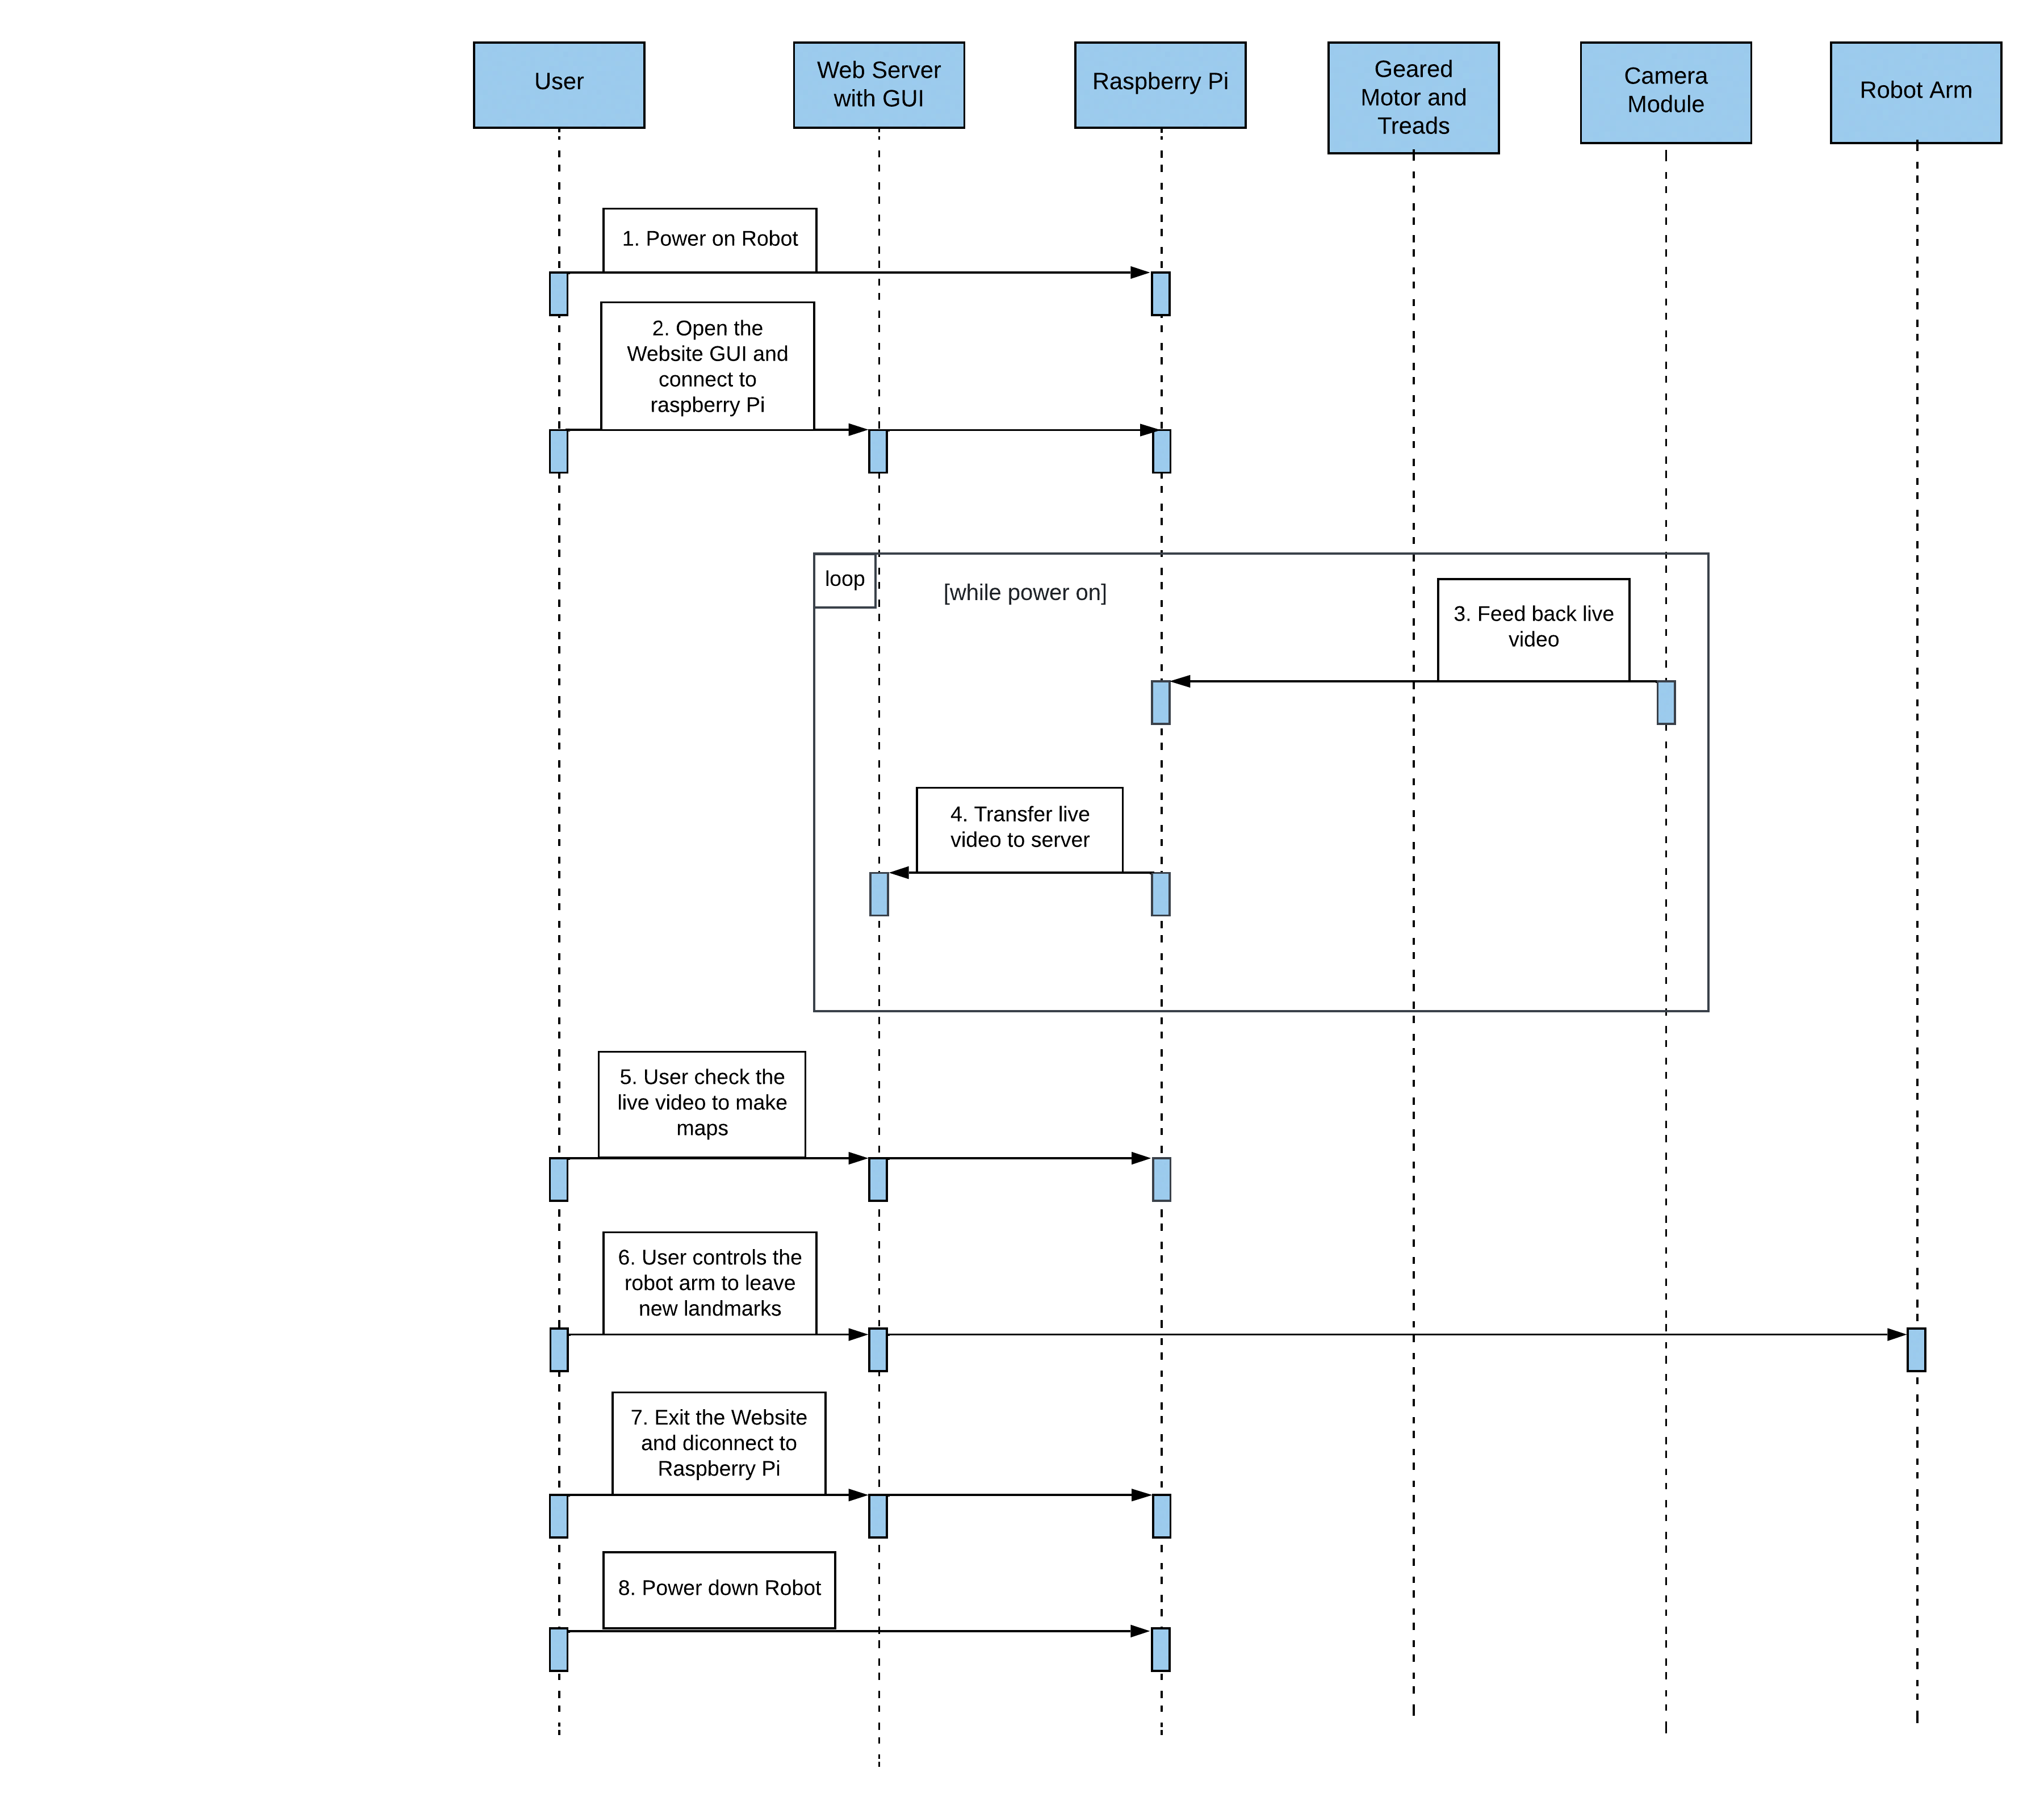 User
Web Server
with GUI
Raspberry Pi
Geared
Motor and
Treads
Camera
Module
Robot Arm
1. Power on Robot
2. Open the
Website GUI and
connect to
raspberry Pi
loop
[while power on]
3. Feed back live
video
4. Transfer live
video to server
5. User check the
live video to make
maps
6. User controls the
robot arm to leave
new landmarks
7. Exit the Website
and diconnect to
Raspberry Pi
8. Power down Robot